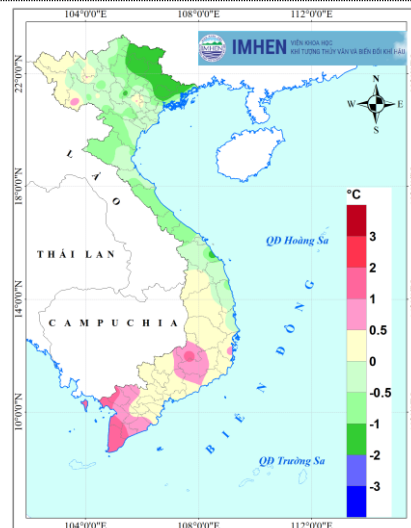 104°0'0"E
108°0'0"E
112°0'0"E
IMHEN
VIỆN KHOA HỌC
KHÍ TƯỢNG THỦY VĂN VÀ BIẾN ĐỔI KHÍ HẬU
22°0'0"N
N
W
E
S
LÀO
18°0'0"N
°C
3
2
1
0.5
0
-0.5
-1
-2
-3
QĐ Hoàng Sa
THÁI LAN
14°0'0"N
CAMPUCHIA
BIỂN ĐÔNG
10°0'0"N
QĐ Trường Sa
104°0'0"E
108°0'0"E
112°0'0"E